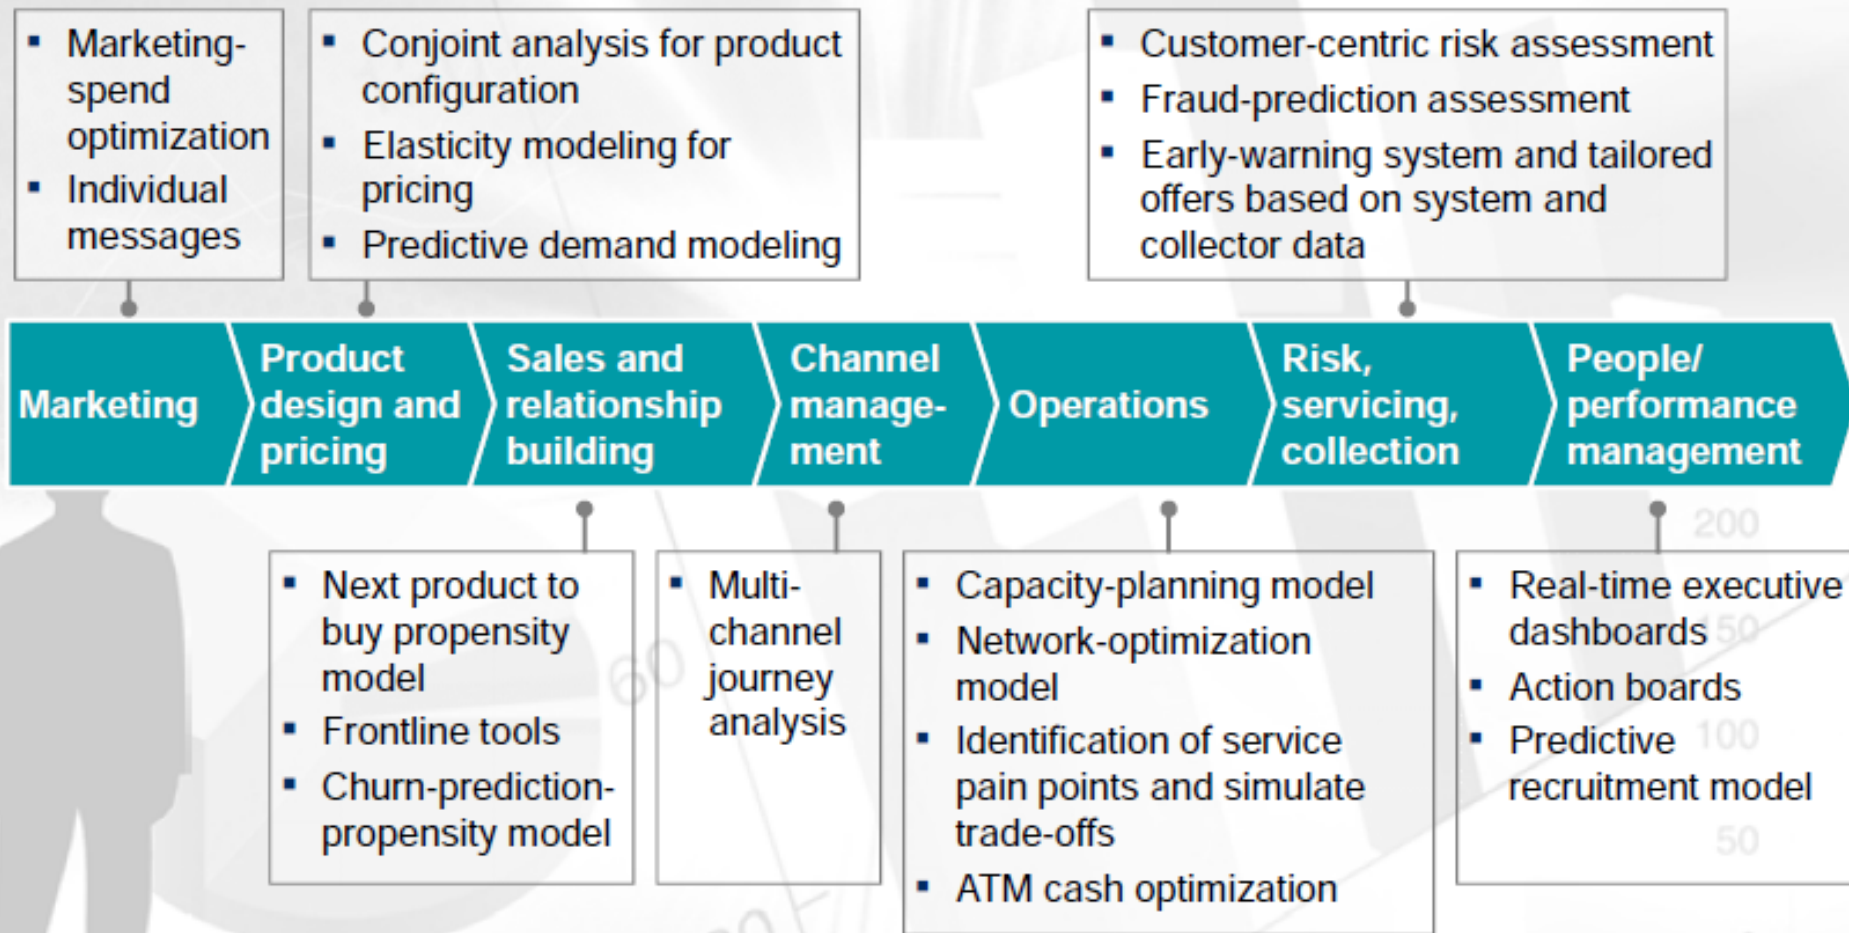 Marketing-
spend
optimization
Individual
messages
Conjoint analysis for product
configuration
Elasticity modeling for
pricing
Predictive demand modeling
Customer-centric risk assessment
Fraud-prediction assessment
Early-warning system and tailored
offers based on system and
collector data
Marketing
Product
design and
pricing
Sales and
relationship
building
Channel
manage-
ment
Operations
Risk,
servicing,
collection
People/
performance
management
Next product to
buy propensity
model
Frontline tools
Churn-prediction-
propensity model
Multi-
channel
journey
analysis
Capacity-planning model
Network-optimization
model
Identification of service
pain points and simulate
trade-offs
ATM cash optimization
Real-time executive
dashboards
Action boards
Predictive
recruitment model
200
150
100
50
60